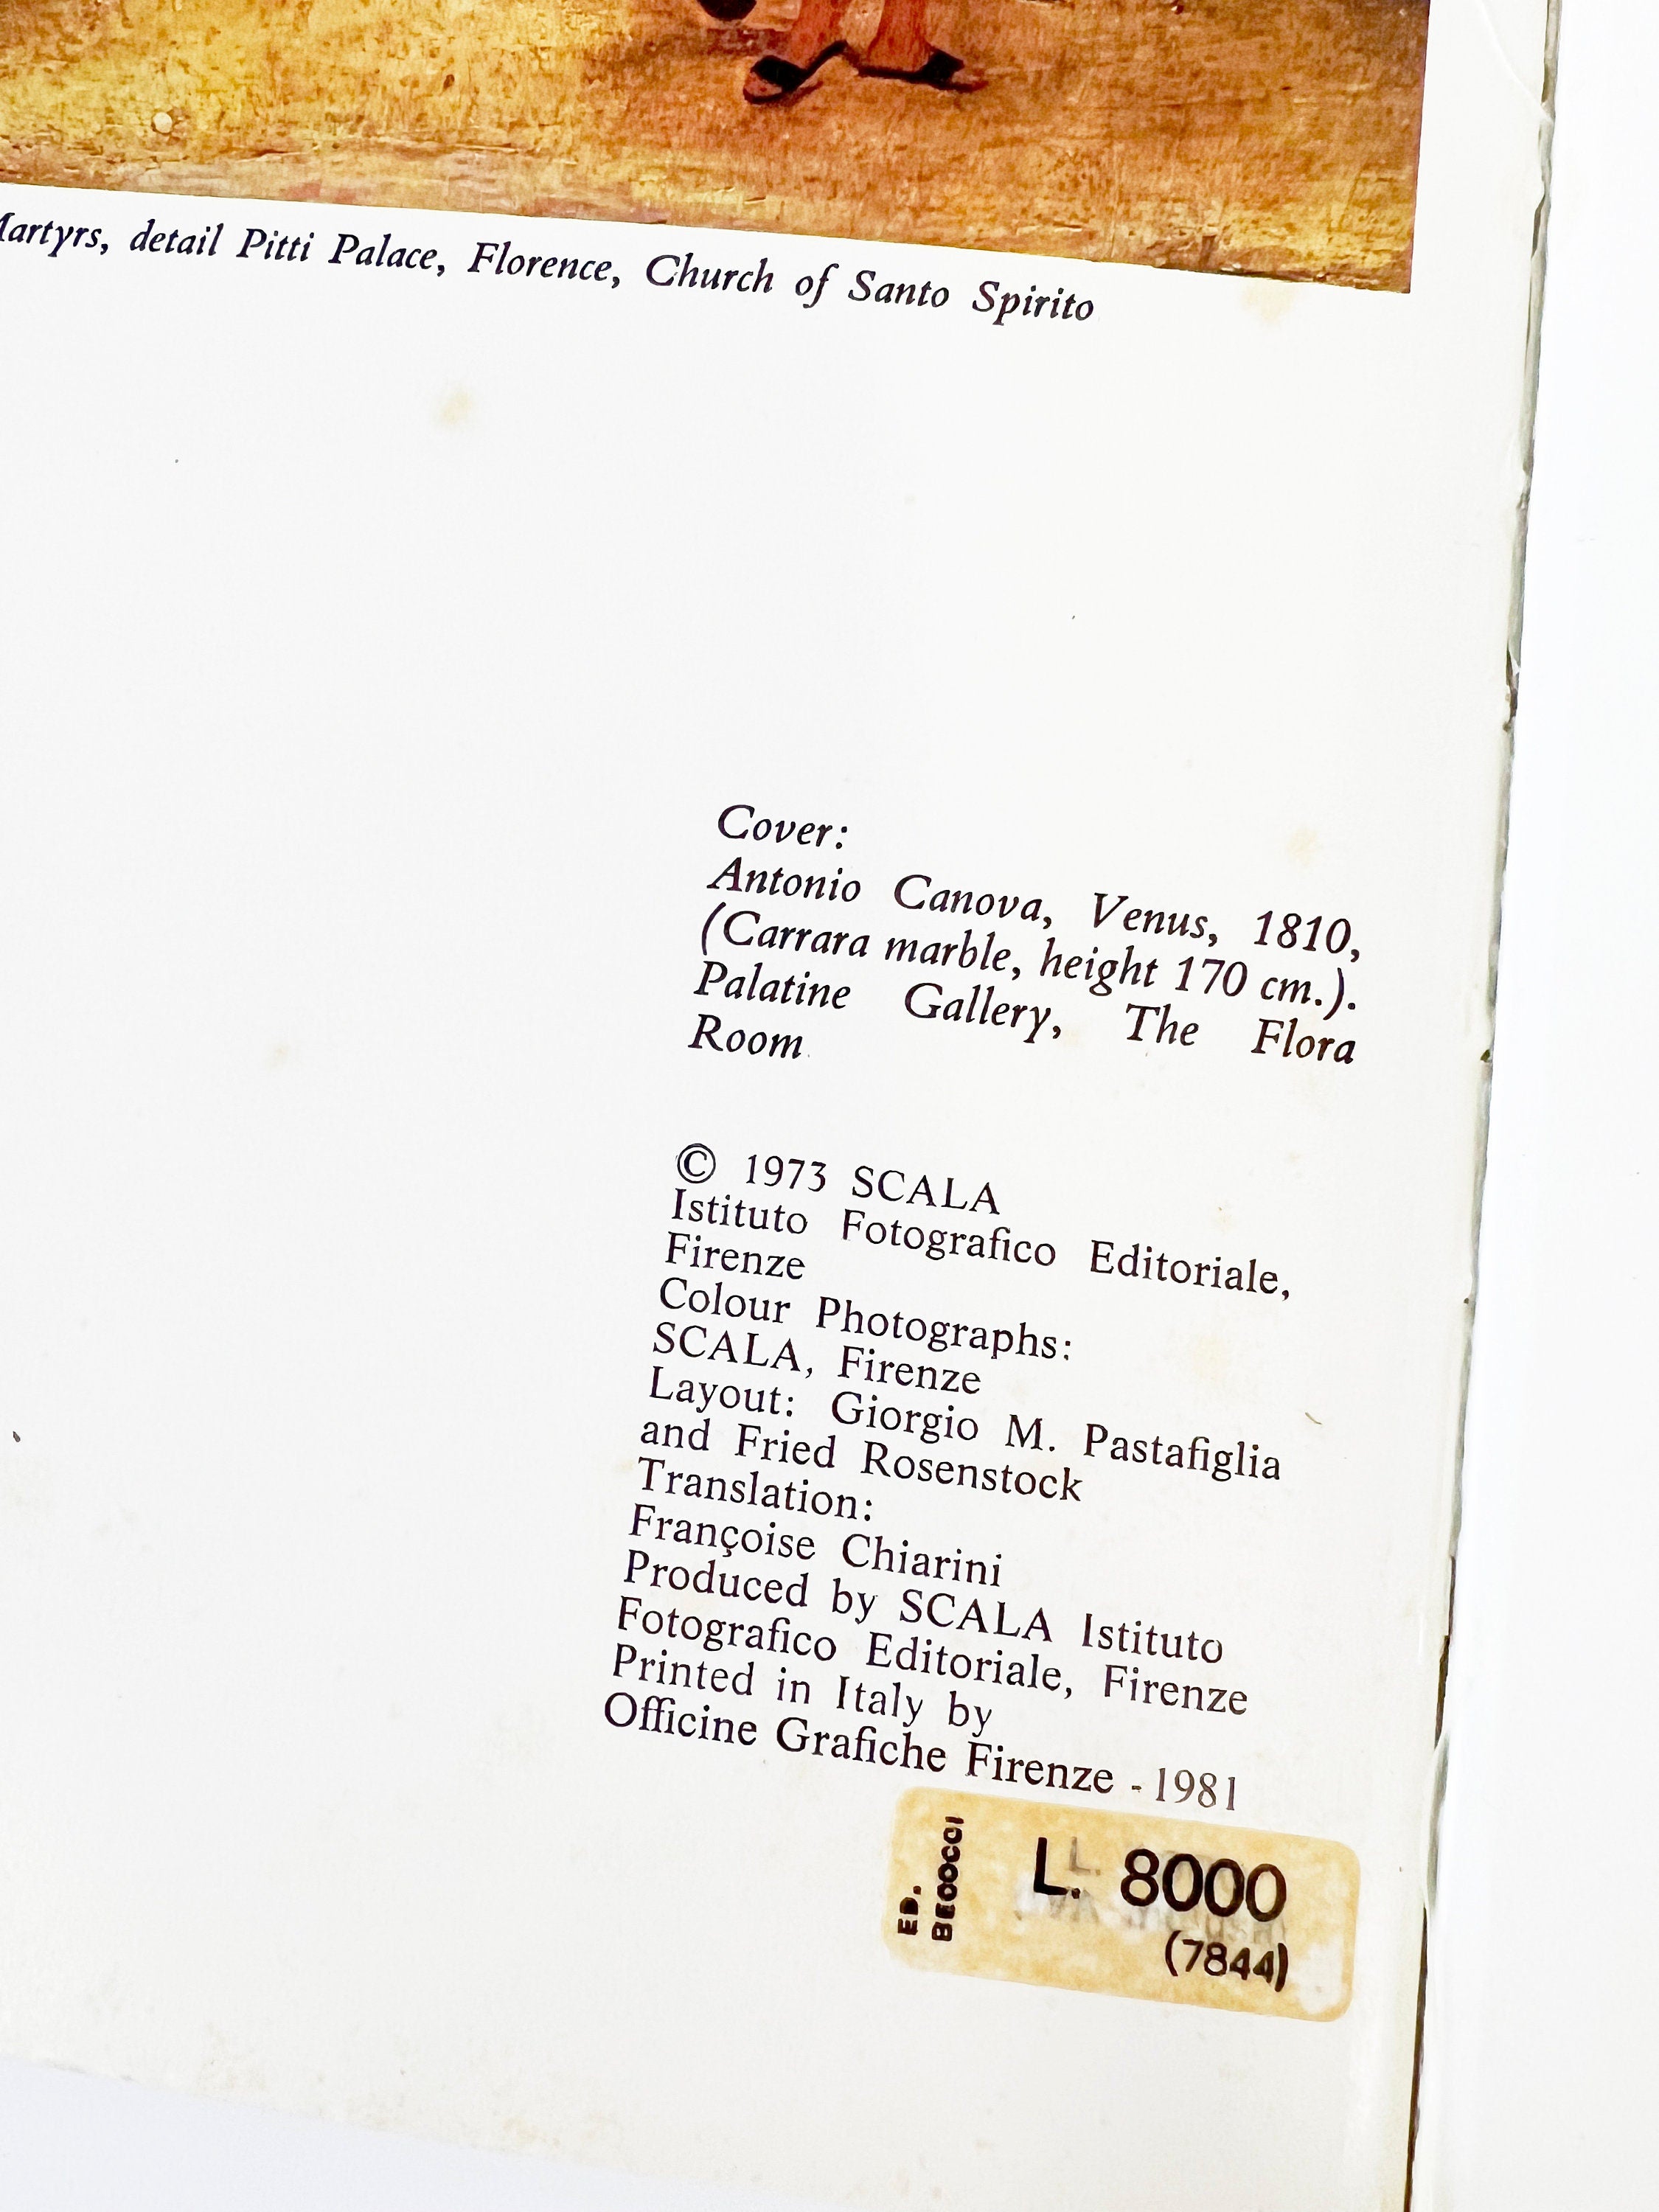 detail Pitti Palace, Florence, Church of Santo Spirito
Cover:
Antonio Canova, Venus, 1810,
(Carrara marble, height 170 cm.).
Palatine Gallery, The Flora
Room
© 1973 SCALA
Istituto Fotografico Editoriale,
Firenze
Colour Photographs:
SCALA, Firenze
Layout: Giorgio M. Pastafiglia
and Fried Rosenstock
Translation:
Françoise Chiarini
Produced by SCALA Istituto
Fotografico Editoriale, Firenze
Printed in Italy by
Officine Grafiche Firenze - 1981
ED.
BECOCCI
L. 8000
(7844)